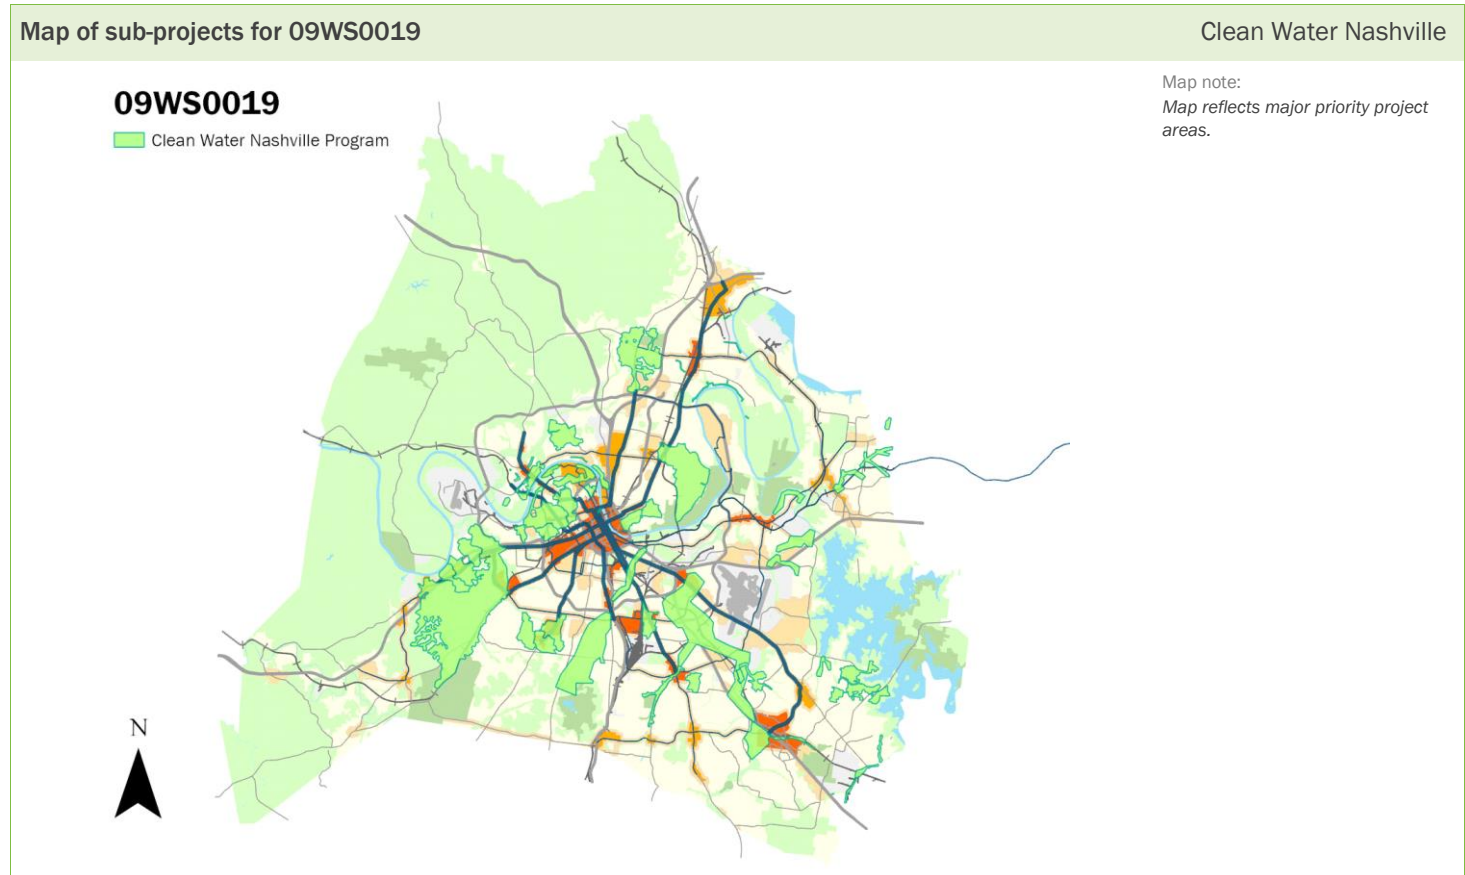 Map of sub-projects for 09WS0019
Clean Water Nashville
Map note:
Map reflects major priority project
areas.
09WS0019
Clean Water Nashville Program
N